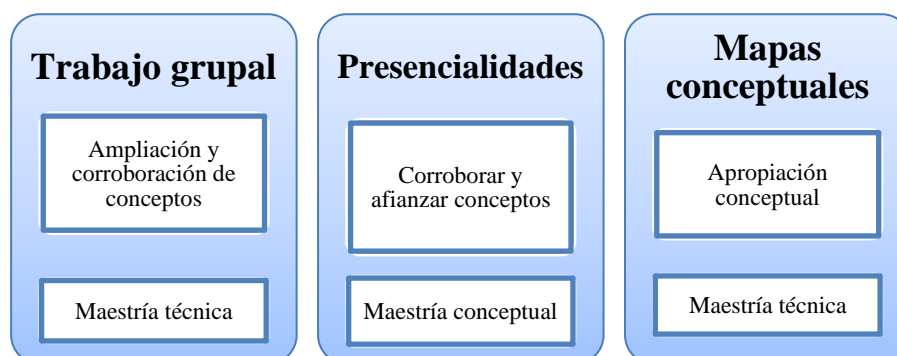 Trabajo grupal
Ampliación y
corroboración de
conceptos
Maestría técnica
Presencialidades
Corroborar y
afianzar conceptos
Maestría conceptual
Mapas
conceptuales
Apropiación
conceptual
Maestría técnica